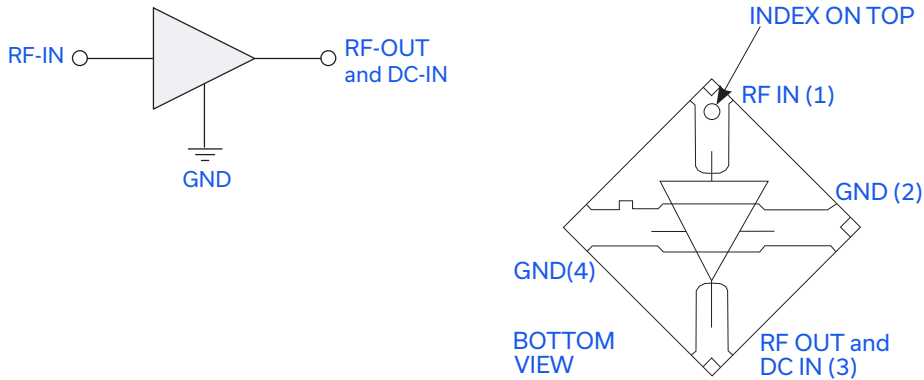 RF-IN
RF-OUT
and DC-IN
GND
INDEX ON TOP
RF IN (1)
GND (2)
GND(4)
BOTTOM
VIEW
RF OUT and
DC IN (3)